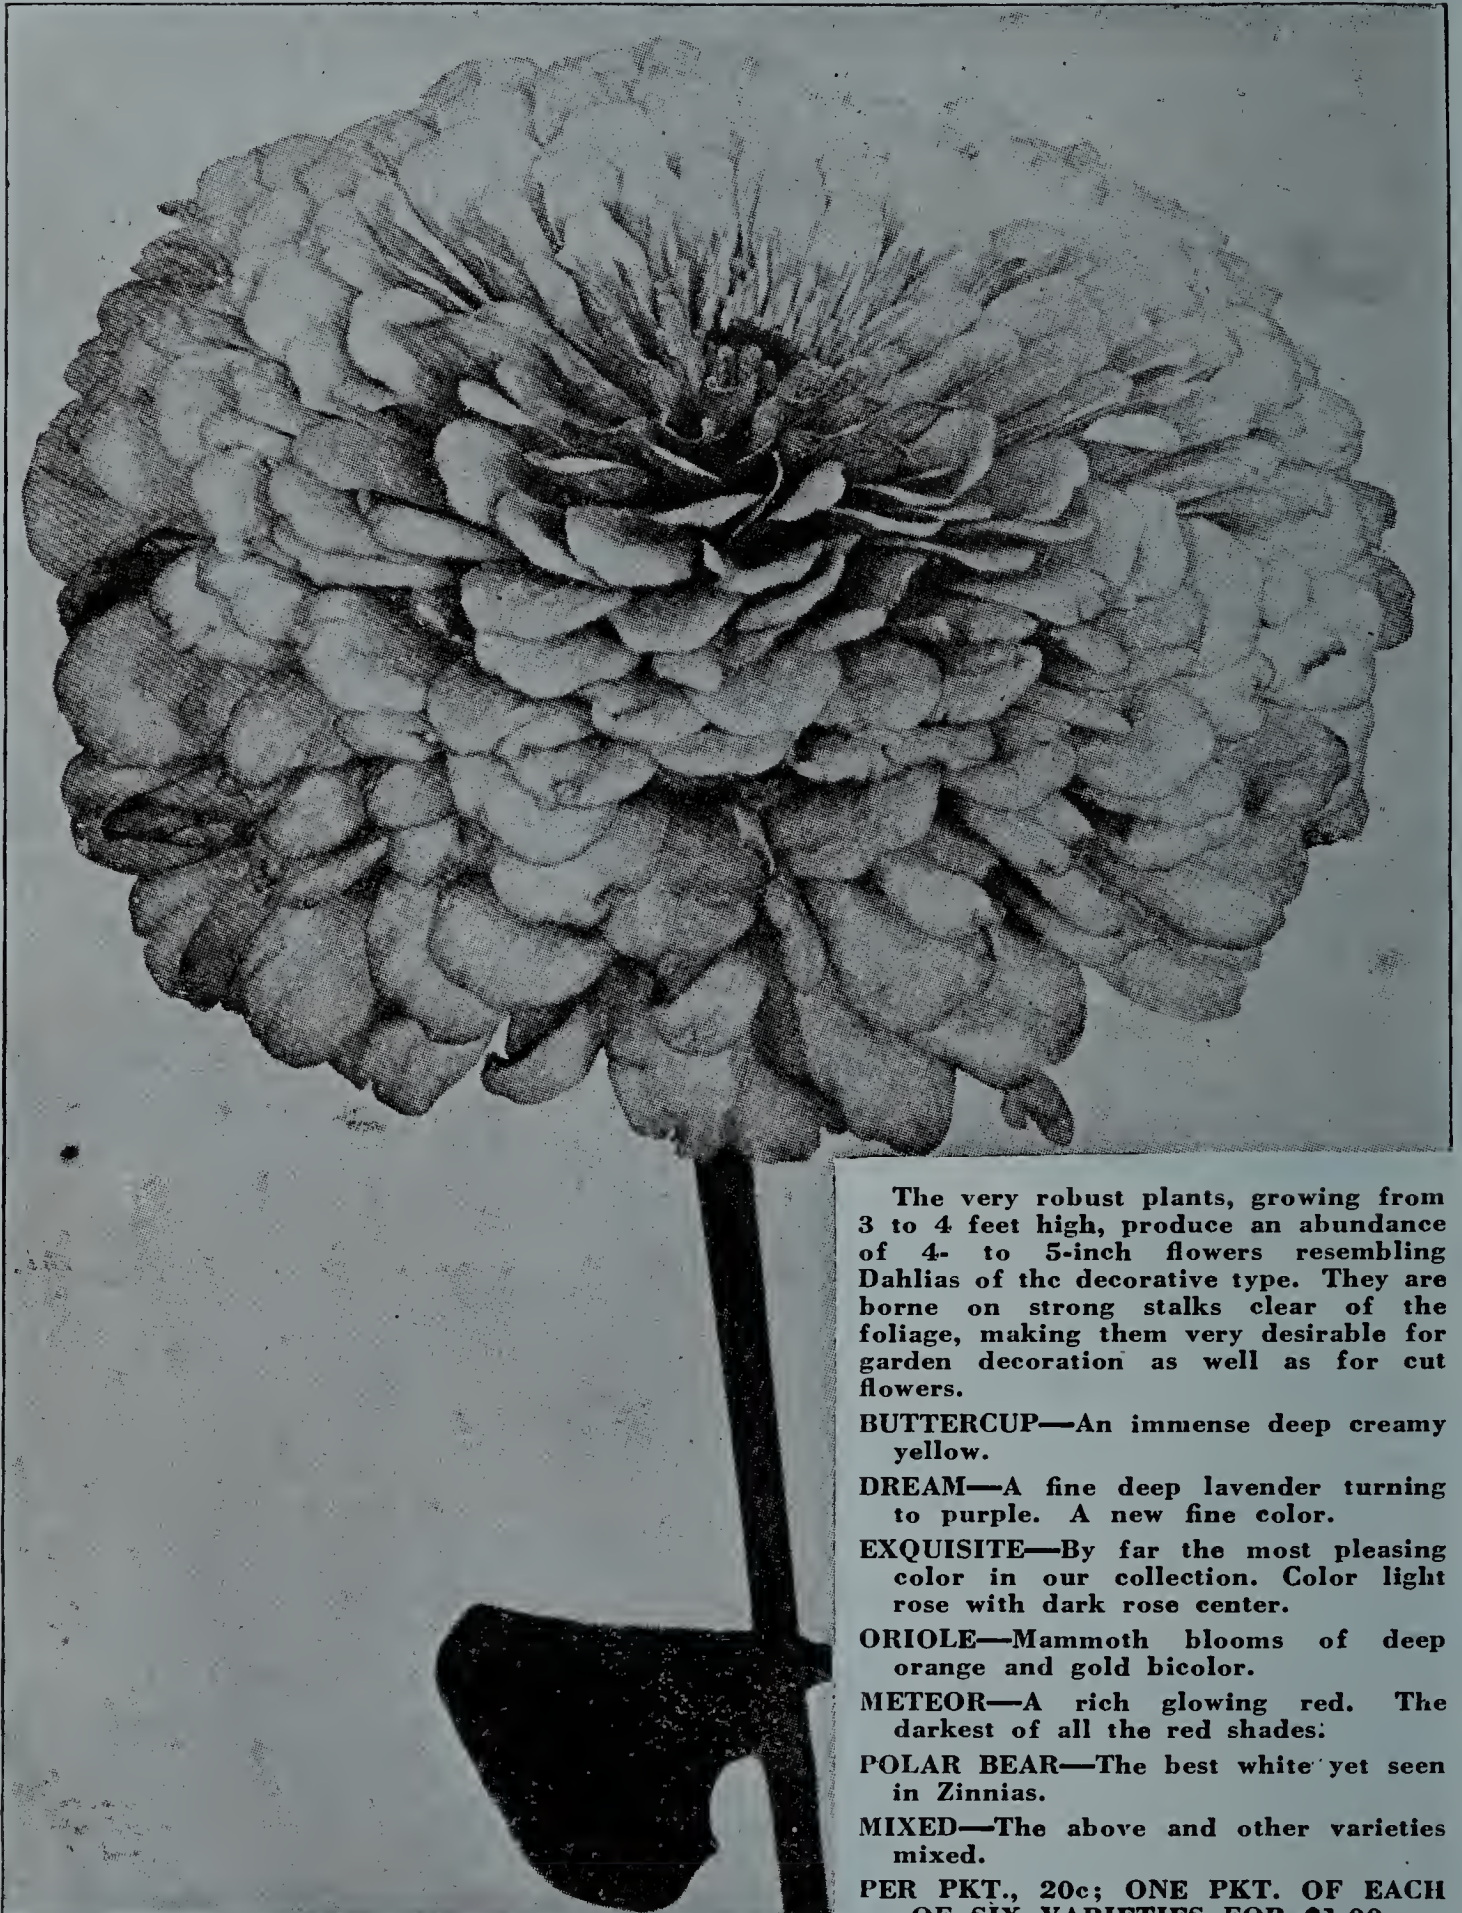 The very robust plants, growing from
3 to 4 feet high, produce an abundance
of 4- to 5-inch flowers resembling
Dahlias of the decorative type. They are
borne on strong stalks clear of the
foliage, making them very desirable for
garden decoration as well as for cut
flowers.
BUTTERCUP—An immense deep creamy
yellow.
DREAM—A fine deep lavender turning
to purple. A new fine color.
EXQUISITE—By far the most pleasing
color in our collection. Color light
rose with dark rose center.
ORIOLE—Mammoth blooms of deep
orange and gold bicolor.
METEOR—A rich glowing red. The
darkest of all the red shades.
POLAR BEAR—The best white yet seen
in Zinnias.
MIXED—The above and other varieties
mixed.
PER PKT., 20c; ONE PKT. OF EACH
OF SIX VARIETIES FOR $1.00